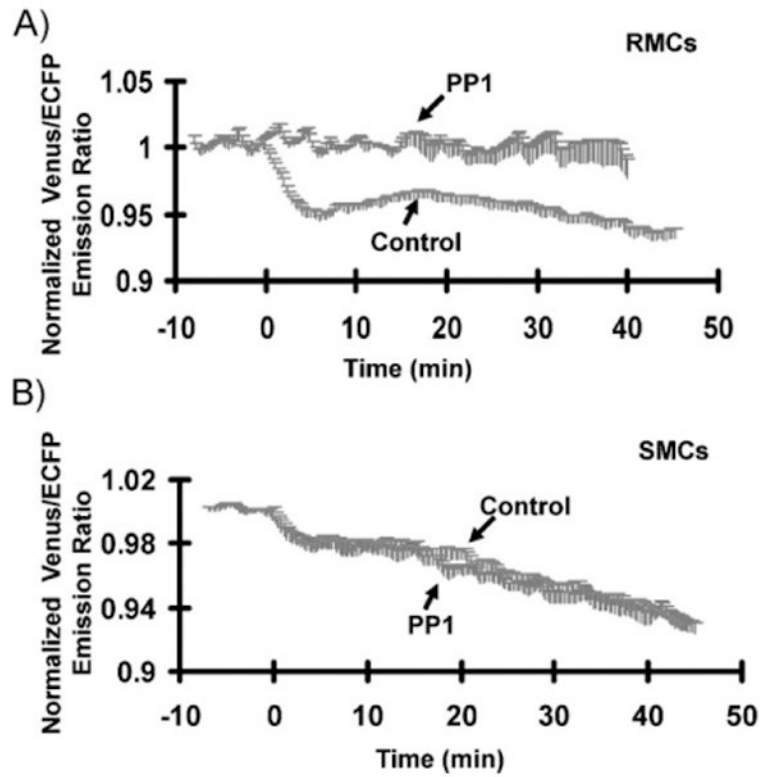 A)
RMCs
Normalized Venus/ECFP
Emission Ratio
1.05
1
0.95
0.9
PP1
Control
-10 0 10 20 30 40 50
Time (min)
B)
SMCs
Normalized Venus/ECFP
Emission Ratio
1.02
0.98
0.94
0.9
Control
PP1
-10 0 10 20 30 40 50
Time (min)